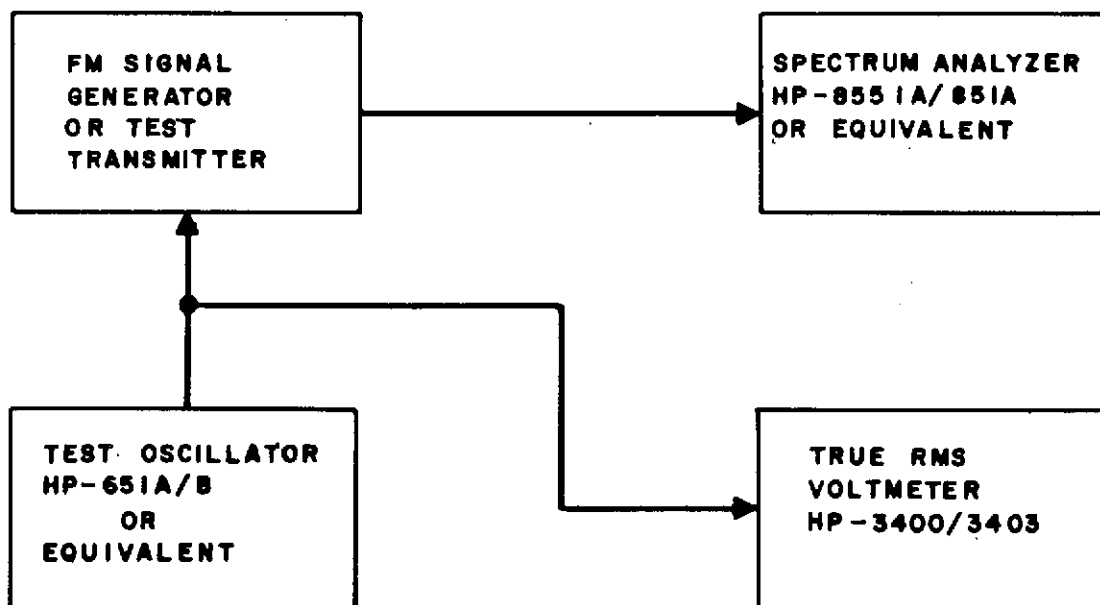 FM SIGNAL
GENERATOR
OR TEST
TRANSMITTER
SPECTRUM ANALYZER
HP-8551A/851A
OR EQUIVALENT
TEST OSCILLATOR
HP-651A/B
OR
EQUIVALENT
TRUE RMS
VOLTMETER
HP-3400/3403